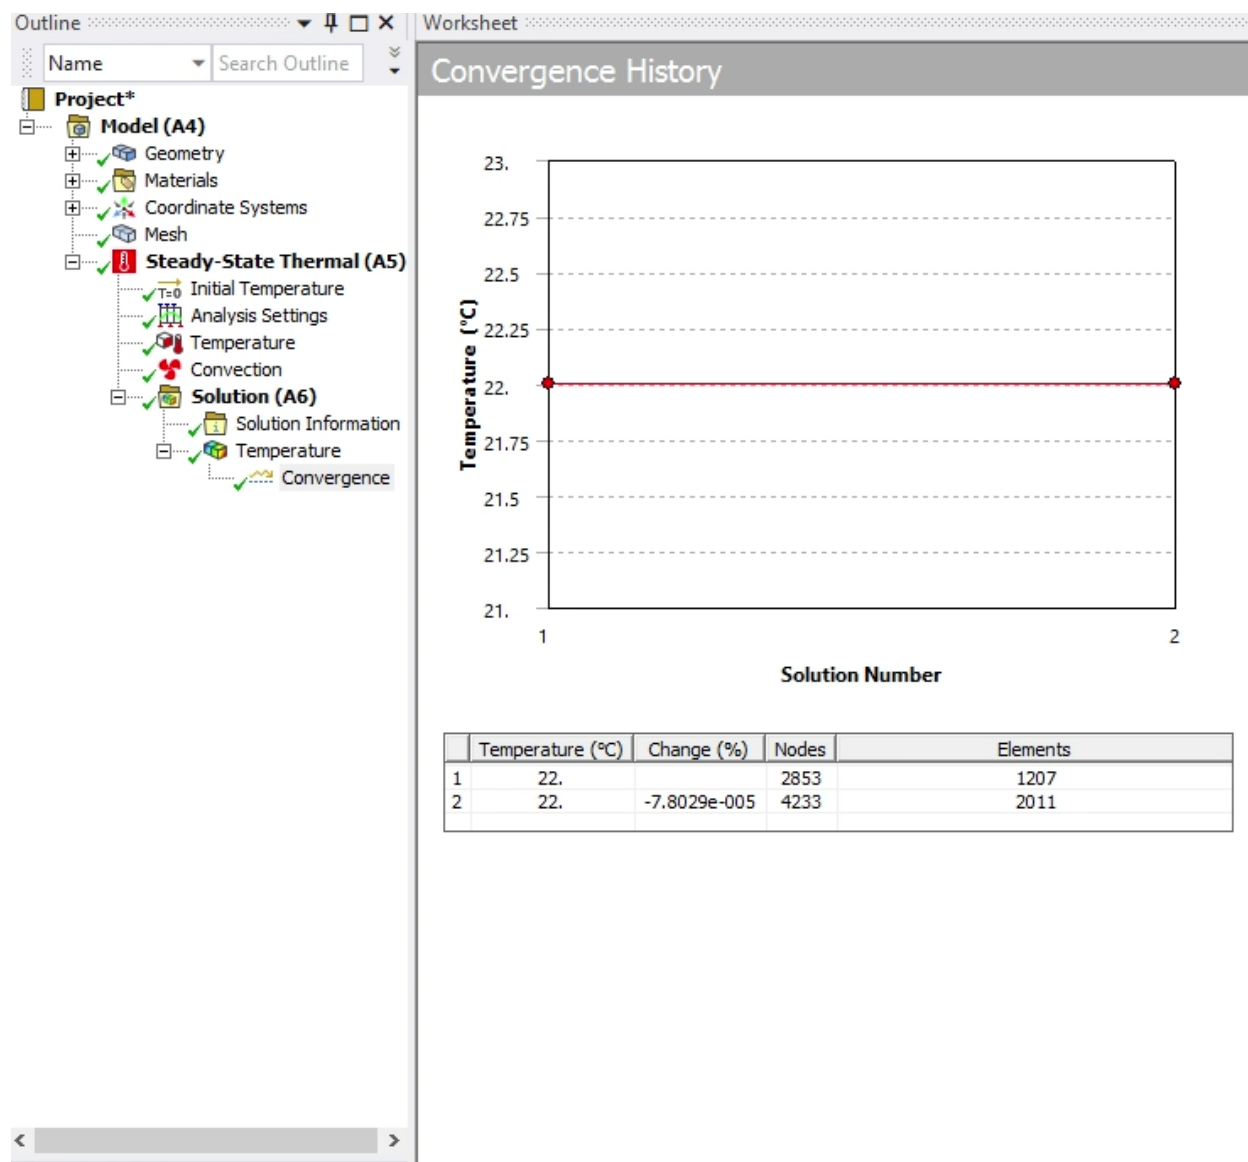 Outline
Name Search Outline
Project*
Model (A4)
Geometry
Materials
Coordinate Systems
Mesh
Steady-State Thermal (A5)
T=0 Initial Temperature
Analysis Settings
Temperature
Convection
Solution (A6)
Solution Information
Temperature
Convergence
Worksheet
Convergence History
23.
22.75
22.5
22.25
22.
21.75
21.5
21.25
21.
Temperature (°C)
1 2
Solution Number
Temperature (°C) Change (%) Nodes Elements
1 22. 2853 1207
2 22. -7.8029e-005 4233 2011